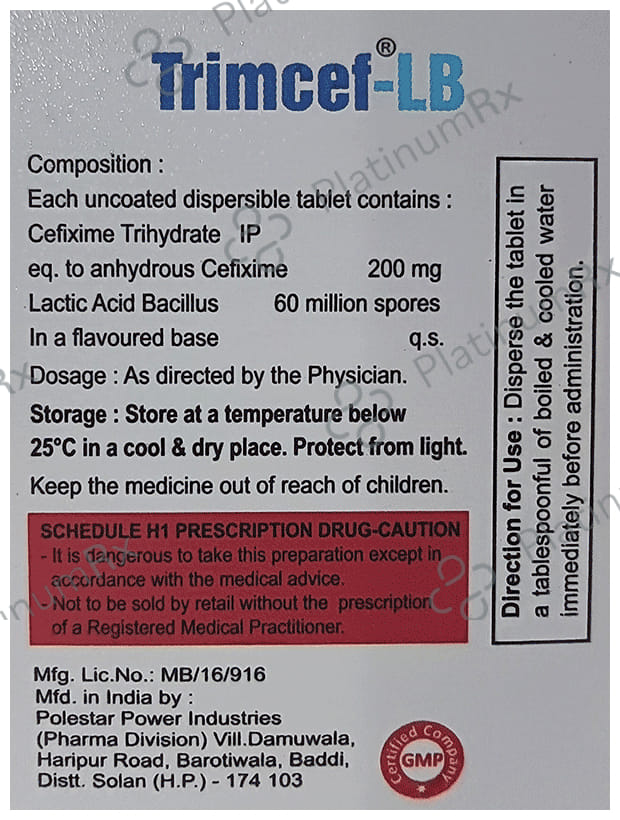 Trimcef®-LB
Composition :
Each uncoated dispersible tablet contains :
Cefixime Trihydrate IP
eq. to anhydrous Cefixime 200 mg
Lactic Acid Bacillus 60 million spores
In a flavoured base q.s.
Dosage : As directed by the Physician.
Storage : Store at a temperature below
25°C in a cool & dry place. Protect from light.
Keep the medicine out of reach of children.
SCHEDULE H1 PRESCRIPTION DRUG-CAUTION
- It is dangerous to take this preparation except in
accordance with the medical advice.
- Not to be sold by retail without the prescription
of a Registered Medical Practitioner.
Mfg. Lic.No.: MB/16/916
Mfd. in India by :
Polestar Power Industries
(Pharma Division) Vill.Damuwala,
Haripur Road, Barotiwala, Baddi,
Distt. Solan (H.P.) - 174 103
Certified Company
GMP
Direction for Use : Disperse the tablet in
a tablespoonful of boiled & cooled water
immediately before administration.
PlatinumRx
PlatinumRx
PlatinumRx